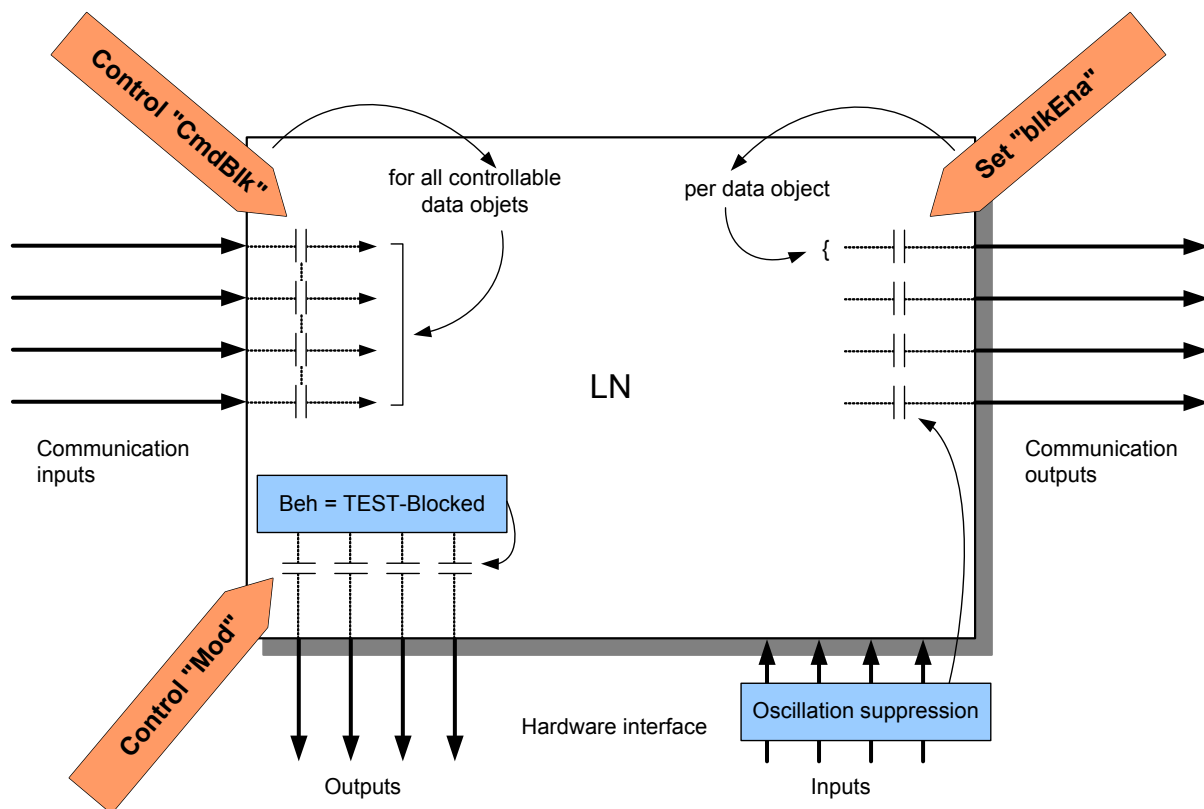 Control "CmdBlk"
Set "blkEna"
for all controllable
data objets
per data object
{
LN
Communication
inputs
Communication
outputs
Beh = TEST-Blocked
Control "Mod"
Oscillation suppression
Hardware interface
Outputs
Inputs